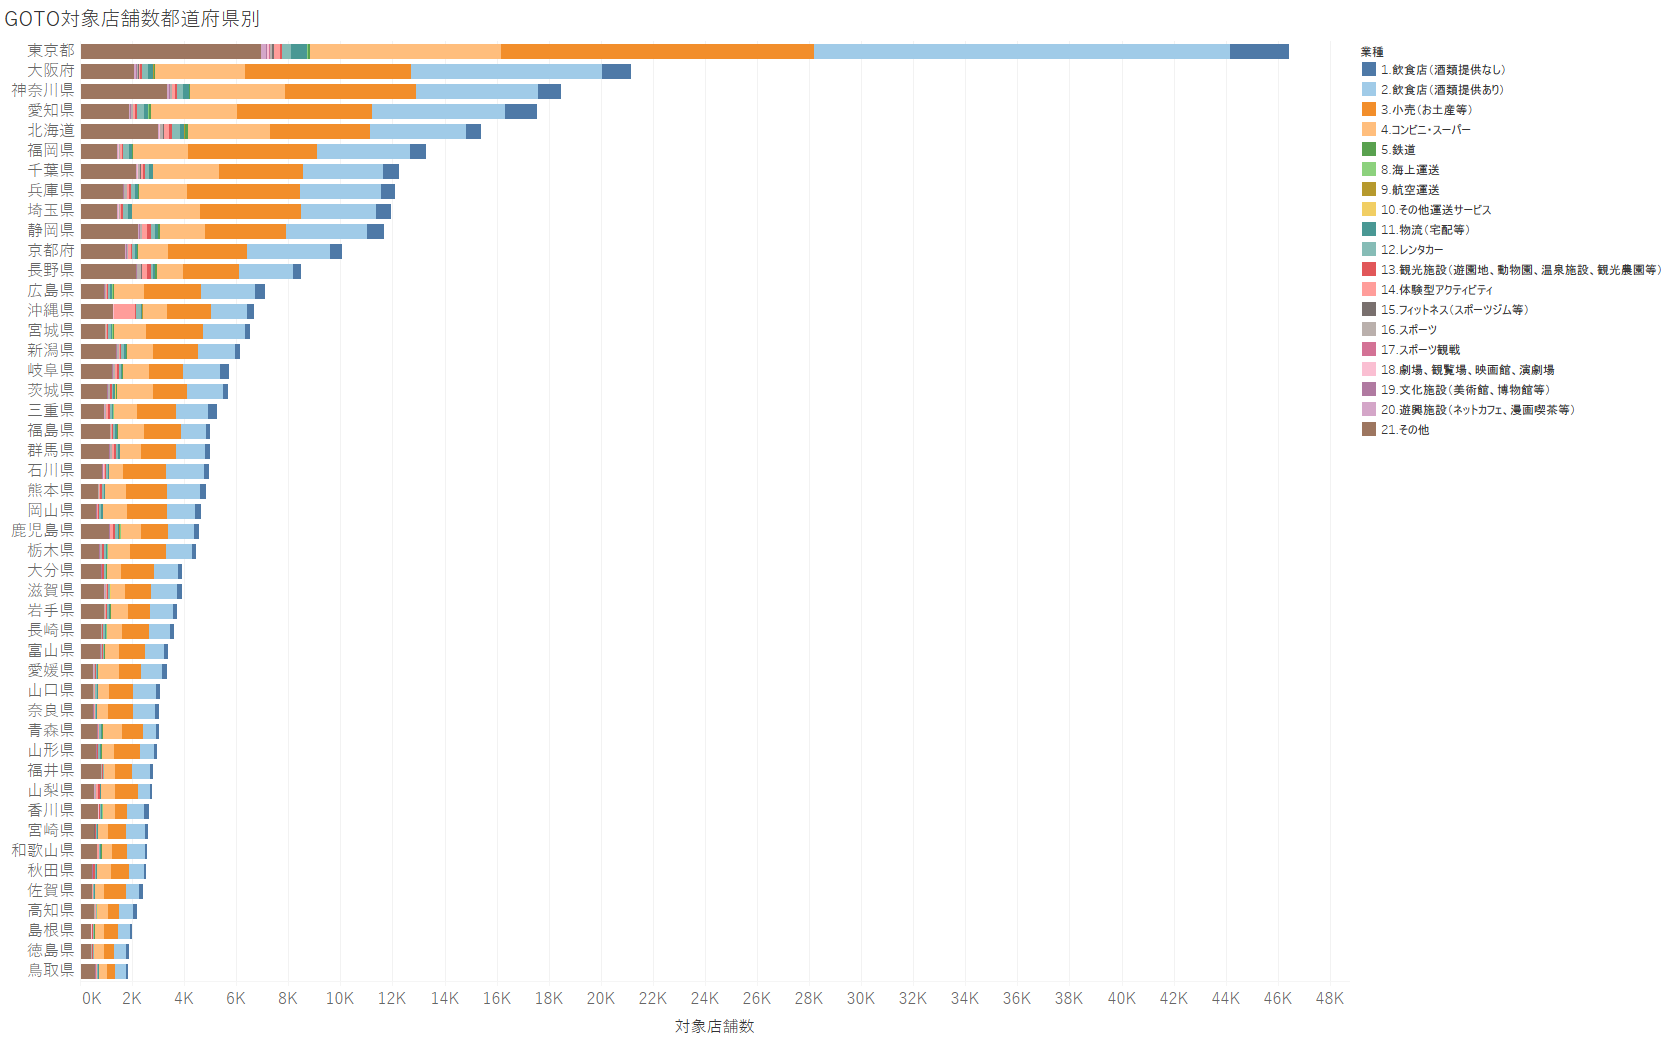 GOTO対象店舗数都道府県別
東京都
大阪府
神奈川県
愛知県
北海道
福岡県
千葉県
兵庫県
埼玉県
静岡県
京都府
長野県
広島県
沖縄県
宮城県
新潟県
岐阜県
茨城県
三重県
福島県
群馬県
石川県
熊本県
岡山県
鹿児島県
栃木県
大分県
滋賀県
岩手県
長崎県
富山県
愛媛県
山口県
奈良県
青森県
山形県
福井県
山梨県
香川県
宮崎県
和歌山県
秋田県
佐賀県
高知県
島根県
徳島県
鳥取県
0K 2K 4K 6K 8K 10K 12K 14K 16K 18K 20K 22K 24K 26K 28K 30K 32K 34K 36K 38K 40K 42K 44K 46K 48K
対象店舗数
業種
1.飲食店(酒類提供なし)
2.飲食店(酒類提供あり)
3.小売(お土産等)
4.コンビニ・スーパー
5.鉄道
8.海上運送
9.航空運送
10.その他運送サービス
11.物流(宅配等)
12.レンタカー
13.観光施設(遊園地、動物園、温泉施設、観光農園等)
14.体験型アクティビティ
15.フィットネス(スポーツジム等)
16.スポーツ
17.スポーツ観戦
18.劇場、観覧場、映画館、演劇場
19.文化施設(美術館、博物館等)
20.遊興施設(ネットカフェ、漫画喫茶等)
21.その他